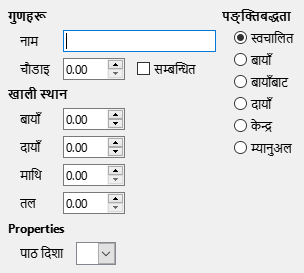 गुणहरू
नाम
चौडाइ 0.00 सम्बन्धित
खाली स्थान
बायाँ 0.00
दायाँ 0.00
माथि 0.00
तल 0.00
Properties
पाठ दिशा
पङ्क्तिबद्धता
स्वचालित
बायाँ
बायाँबाट
दायाँ
केन्द्र
म्यानुअल